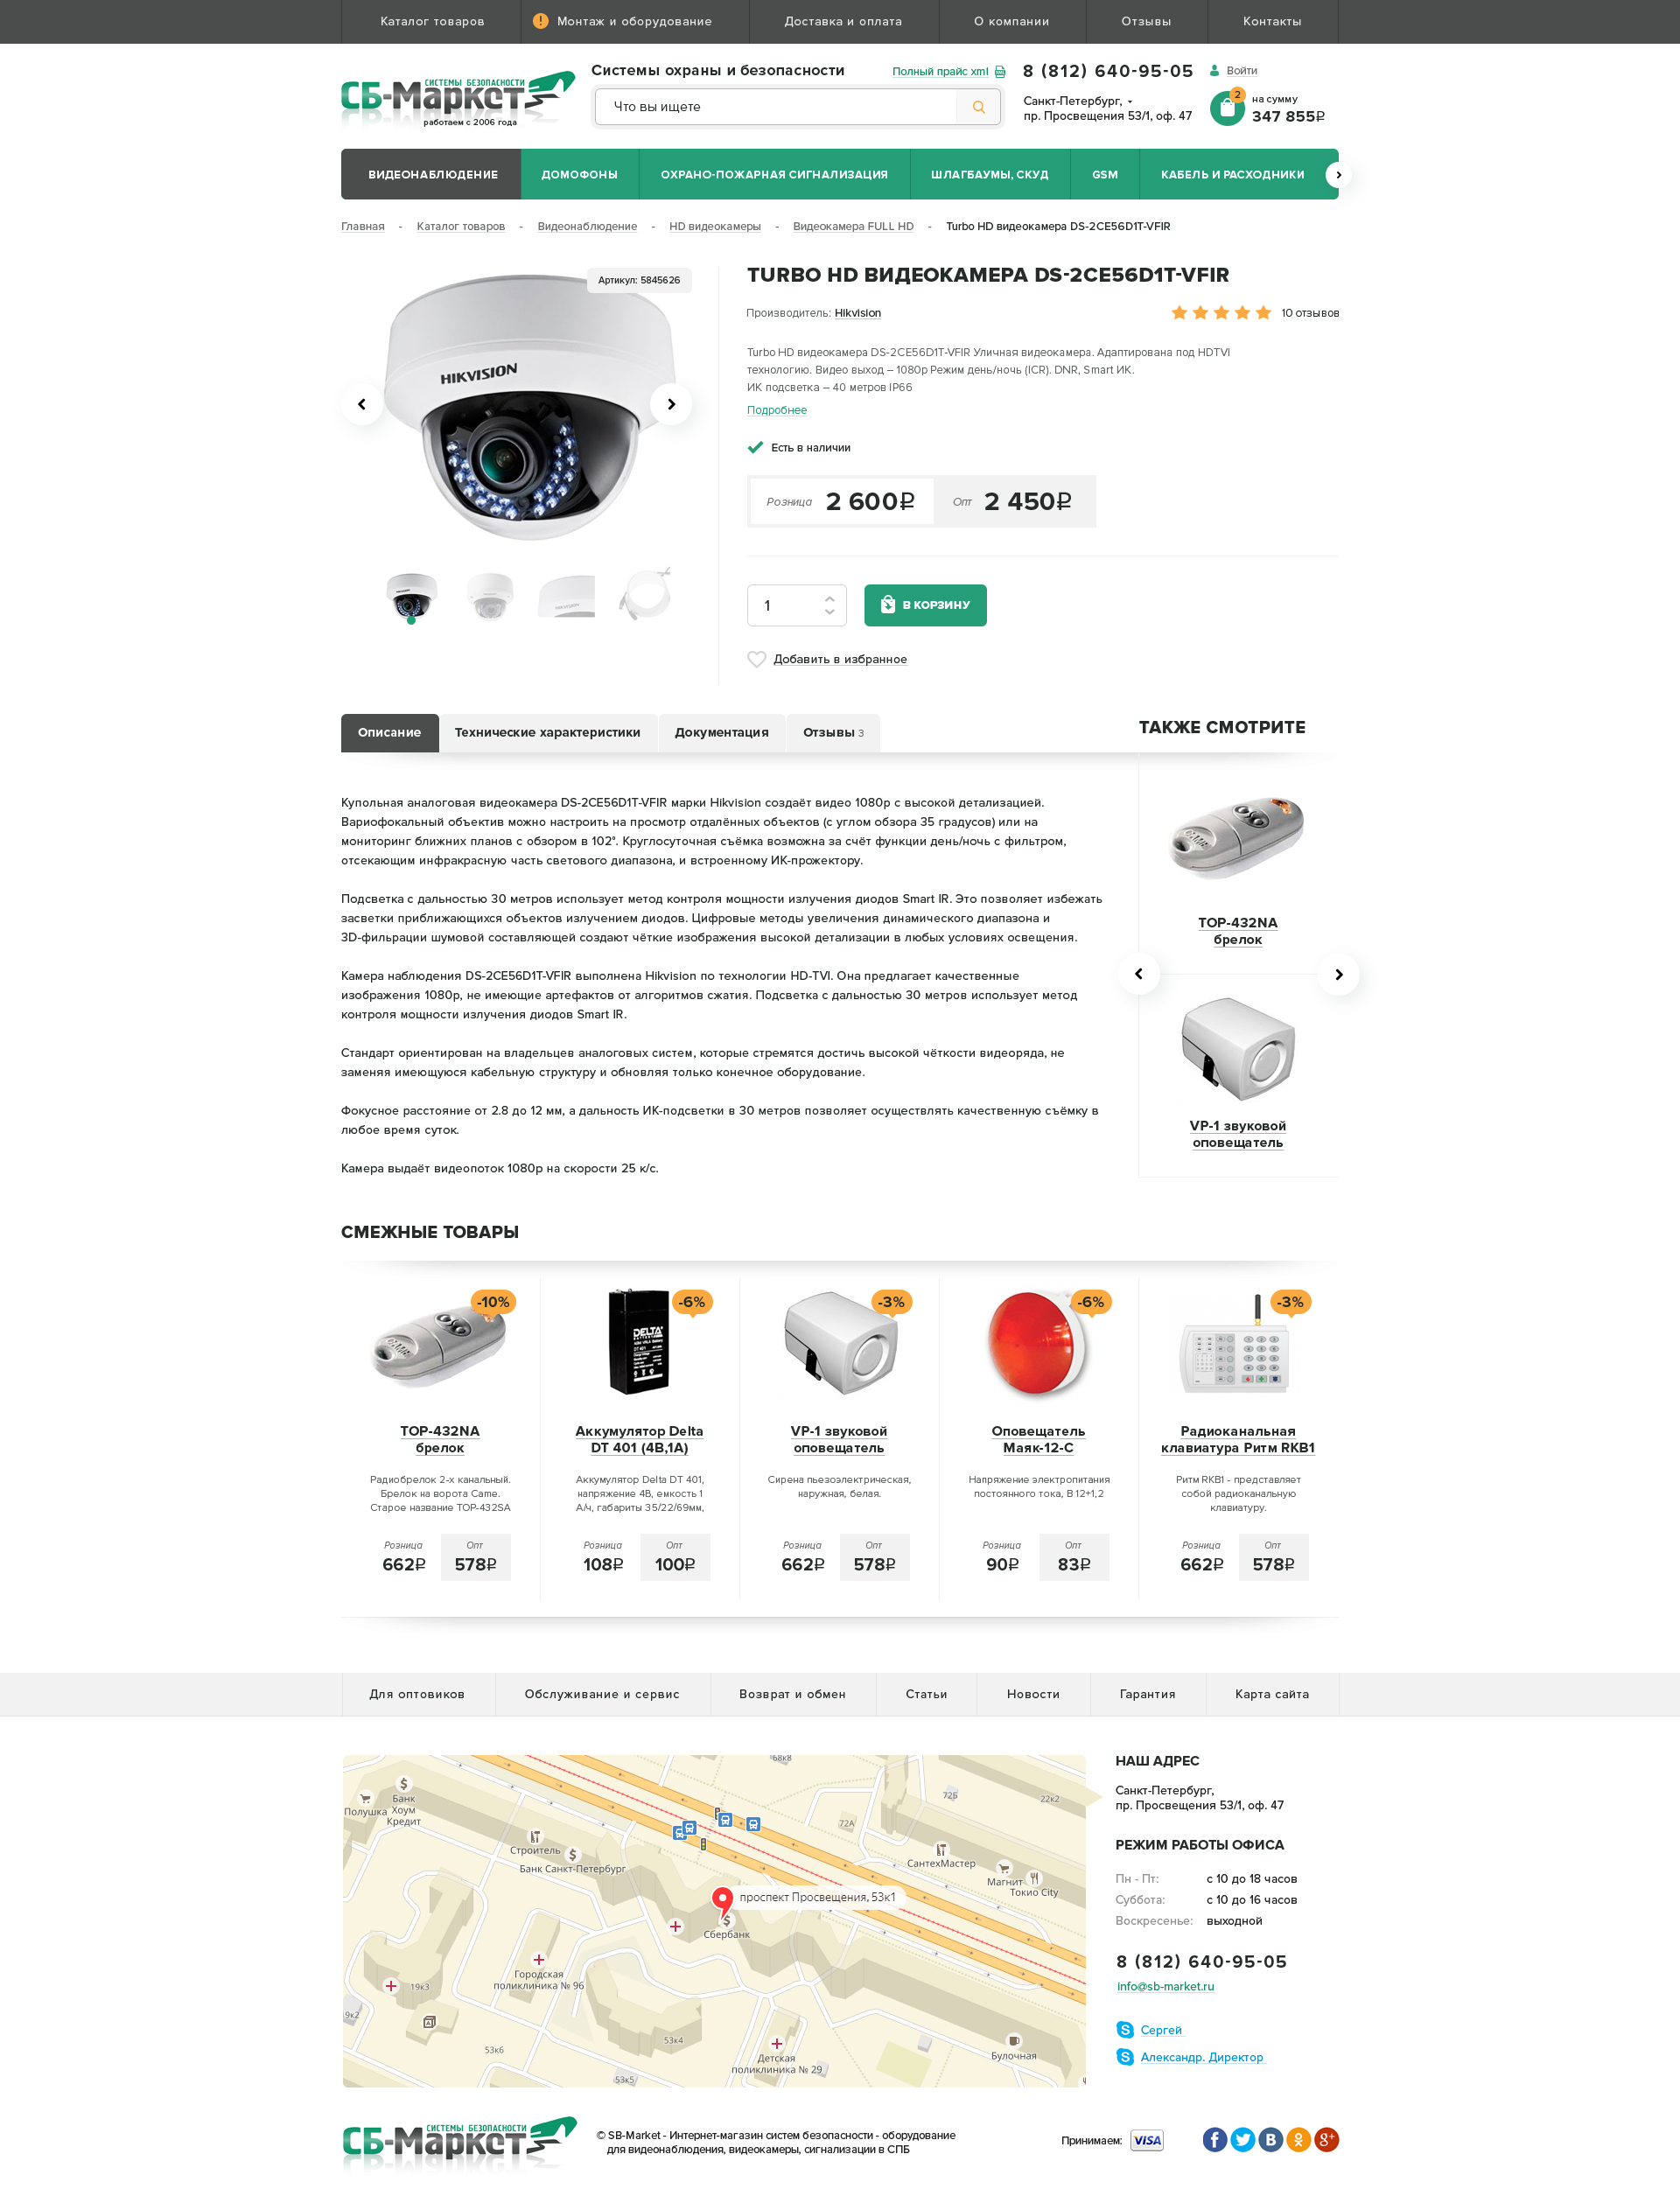 Каталог товаров
Монтаж и оборудование
Доставка и оплата
О компании
Отзывы
Контакты
СИСТЕМЫ БЕЗОПАСНОСТИ
СБ-Маркет
работаем с 2006 года
Системы охраны и безопасности
Полный прайс xml
Что вы ищете
8 (812) 640-95-05
Санкт-Петербург,
пр. Просвещения 53/1, оф. 47
Войти
2
на сумму
347 855₽
ВИДЕОНАБЛЮДЕНИЕ
ДОМОФОНЫ
ОХРАНО-ПОЖАРНАЯ СИГНАЛИЗАЦИЯ
ШЛАГБАУМЫ, СКУД
GSM
КАБЕЛЬ И РАСХОДНИКИ
Главная - Каталог товаров - Видеонаблюдение - HD видеокамеры - Видеокамера FULL HD - Turbo HD видеокамера DS-2CE56D1T-VFIR
Артикул: 5845626
HIKVISION
TURBO HD ВИДЕОКАМЕРА DS-2CE56D1T-VFIR
Производитель: Hikvision
10 отзывов
Turbo HD видеокамера DS-2CE56D1T-VFIR Уличная видеокамера. Адаптирована под HDTVI
технологию. Видео выход – 1080p Режим день/ночь (ICR). DNR, Smart ИК.
ИК подсветка – 40 метров IP66
Подробнее
Есть в наличии
Розница 2 600₽
Опт 2 450₽
1
В КОРЗИНУ
Добавить в избранное
Описание
Технические характеристики
Документация
Отзывы 3
ТАКЖЕ СМОТРИТЕ
Купольная аналоговая видеокамера DS-2CE56D1T-VFIR марки Hikvision создаёт видео 1080p с высокой детализацией.
Вариофокальный объектив можно настроить на просмотр отдалённых объектов (с углом обзора 35 градусов) или на
мониторинг ближних планов с обзором в 102°. Круглосуточная съёмка возможна за счёт функции день/ночь с фильтром,
отсекающим инфракрасную часть светового диапазона, и встроенному ИК-прожектору.
Подсветка с дальностью 30 метров использует метод контроля мощности излучения диодов Smart IR. Это позволяет избежать
засветки приближающихся объектов излучением диодов. Цифровые методы увеличения динамического диапазона и
3D-фильрации шумовой составляющей создают чёткие изображения высокой детализации в любых условиях освещения.
Камера наблюдения DS-2CE56D1T-VFIR выполнена Hikvision по технологии HD-TVI. Она предлагает качественные
изображения 1080p, не имеющие артефактов от алгоритмов сжатия. Подсветка с дальностью 30 метров использует метод
контроля мощности излучения диодов Smart IR.
Стандарт ориентирован на владельцев аналоговых систем, которые стремятся достичь высокой чёткости видеоряда, не
заменяя имеющуюся кабельную структуру и обновляя только конечное оборудование.
Фокусное расстояние от 2.8 до 12 мм, а дальность ИК-подсветки в 30 метров позволяет осуществлять качественную съёмку в
любое время суток.
Камера выдаёт видеопоток 1080p на скорости 25 к/с.
CAME
TOP-432NA
брелок
VP-1 звуковой
оповещатель
СМЕЖНЫЕ ТОВАРЫ
-10%
CAME
TOP-432NA
брелок
Радиобрелок 2-х канальный.
Брелок на ворота Came.
Старое название TOP-432SA
Розница
662₽
Опт
578₽
-6%
DELTA
Аккумулятор Delta
DT 401 (4В,1А)
Аккумулятор Delta DT 401,
напряжение 4В, емкость 1
А/ч, габариты 35/22/69мм,
Розница
108₽
Опт
100₽
-3%
VP-1 звуковой
оповещатель
Сирена пьезоэлектрическая,
наружная, белая.
Розница
662₽
Опт
578₽
-6%
Оповещатель
Маяк-12-С
Напряжение электропитания
постоянного тока, В 12+1,2
Розница
90₽
Опт
83₽
-3%
Радиоканальная
клавиатура Ритм RKB1
Ритм RKB1 - представляет
собой радиоканальную
клавиатуру.
Розница
662₽
Опт
578₽
Для оптовиков
Обслуживание и сервис
Возврат и обмен
Статьи
Новости
Гарантия
Карта сайта
68к8
Полушка
Банк
Хоум
Кредит
Строитель
Банк Санкт-Петербург
72Б
72А
22к2
СантехМастер
Магнит
Токио City
проспект Просвещения, 53к1
Сбербанк
Городская
поликлиника № 96
19к3
19к2
53к6
53к4
53к5
Детская
поликлиника № 29
Булочная
НАШ АДРЕС
Санкт-Петербург,
пр. Просвещения 53/1, оф. 47
РЕЖИМ РАБОТЫ ОФИСА
Пн - Пт: с 10 до 18 часов
Суббота: с 10 до 16 часов
Воскресенье: выходной
8 (812) 640-95-05
info@sb-market.ru
Сергей
Александр. Директор
СИСТЕМЫ БЕЗОПАСНОСТИ
СБ-Маркет
© SB-Market - Интернет-магазин систем безопасности - оборудование
для видеонаблюдения, видеокамеры, сигнализации в СПБ
Принимаем: VISA